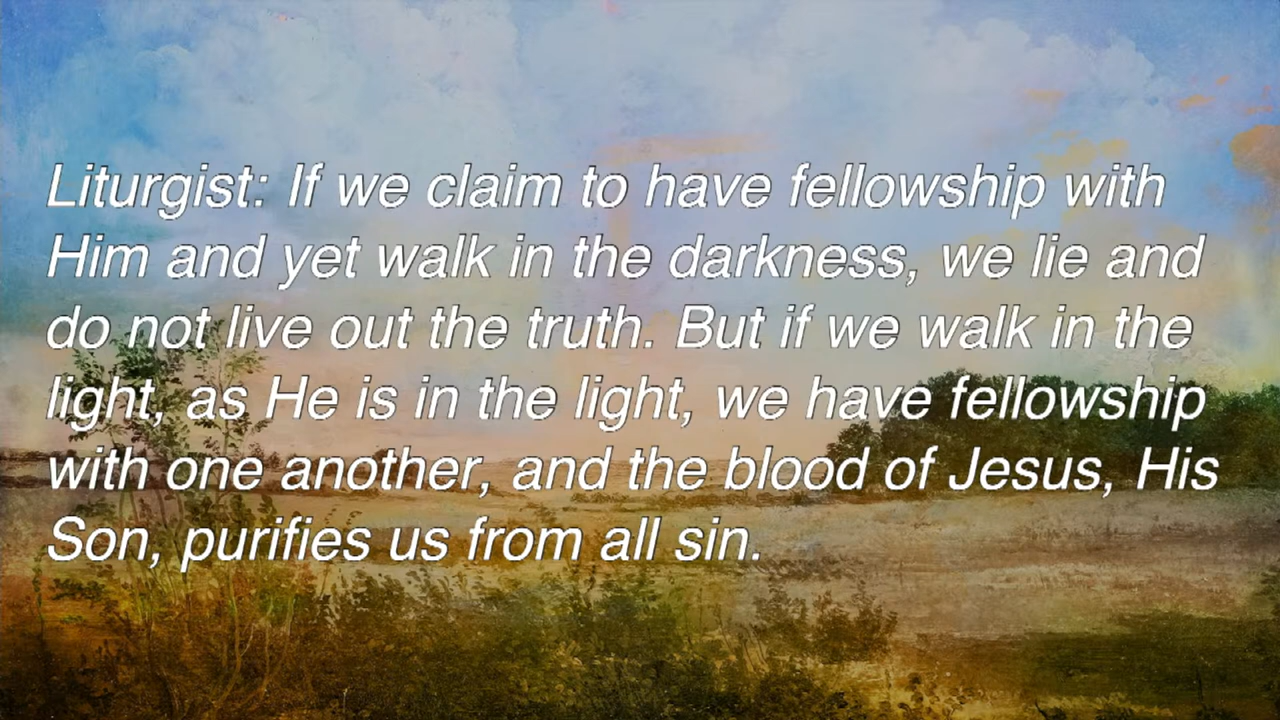 Liturgist: If we claim to have fellowship with
Him and yet walk in the darkness, we lie and
do not live out the truth. But if we walk in the
light, as He is in the light, we have fellowship
with one another, and the blood of Jesus, His
Son, purifies us from all sin.